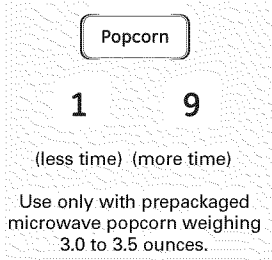 Popcorn
1 9
(less time) (more time)
Use only with prepackaged
microwave popcorn weighing
3.0 to 3.5 ounces.